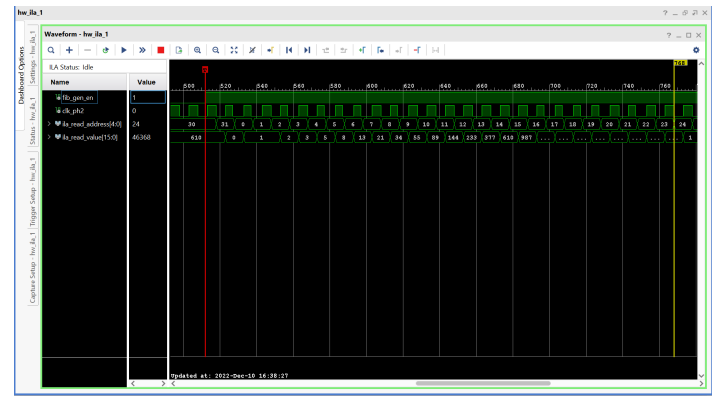 hw_ila_1
Dashboard Options
Settings - hw_ila_1
Status - hw_ila_1
Trigger Setup - hw_ila_1
Capture Setup - hw_ila_1
Waveform - hw_ila_1
ILA Status: Idle
Name Value
fib_gen_en 1
clk_ph2 0
ila_read_address[4:0] 24
ila_read_value[15:0] 46368
768
500 520 540 560 580 600 620 640 660 680 700 720 740 760
30 31 0 1 2 3 4 5 6 7 8 9 10 11 12 13 14 15 16 17 18 19 20 21 22 23 24
610 0 1 2 3 5 8 13 21 34 55 89 144 233 377 610 987 ... ... ... ... ... ... ... ... 1
Updated at: 2022-Dec-10 16:38:27